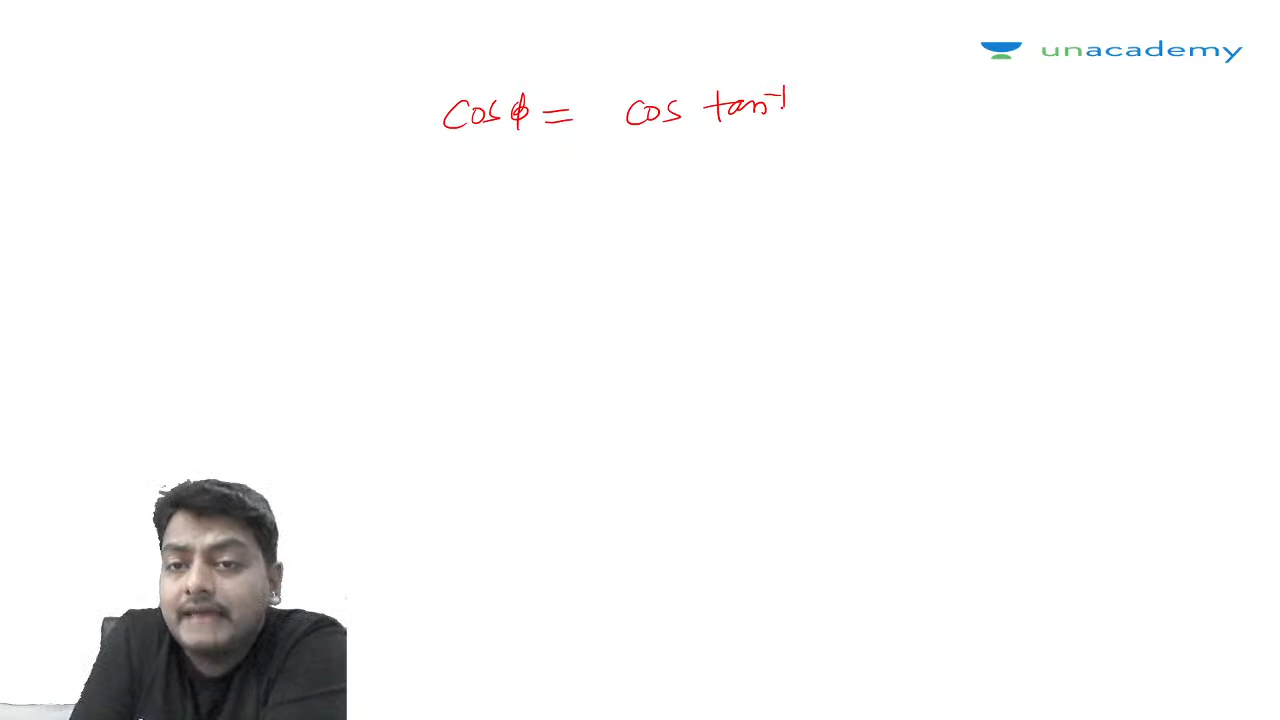 unacademy
cos ϕ = cos tan⁻¹